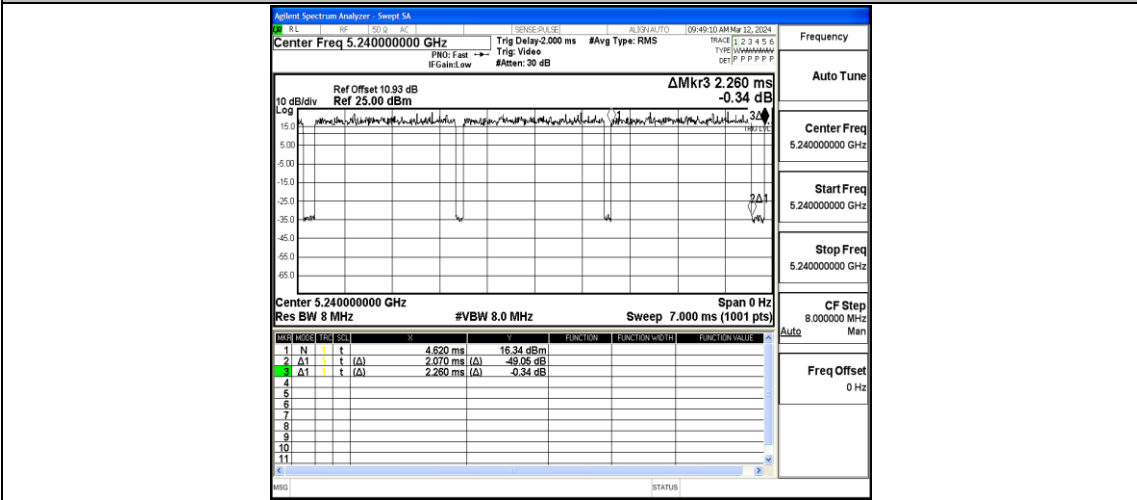 Agilent Spectrum Analyzer - Swept SA
RL RF 50 Ω AC SENSE:PULSE ALIGN AUTO 09:49:10 AM Mar 12, 2024
Center Freq 5.240000000 GHz Trig Delay-2.000 ms #Avg Type: RMS TRACE 1 2 3 4 5 6
PNO: Fast Trig: Video TYPE WWWWWW
IFGain:Low #Atten: 30 dB DET P P P P P P
ΔMkr3 2.260 ms
-0.34 dB
Ref Offset 10.93 dB
10 dB/div Ref 25.00 dBm
Log
15.0
5.00
-5.00
-15.0
-25.0
-35.0
-45.0
-55.0
-65.0
1
3Δ1
TRIG LVL
2Δ1
Center 5.240000000 GHz Span 0 Hz
Res BW 8 MHz #VBW 8.0 MHz Sweep 7.000 ms (1001 pts)
MKR MODE TRC SCL X Y FUNCTION FUNCTION WIDTH FUNCTION VALUE
1 N 1 t 4.620 ms 16.34 dBm
2 Δ1 1 t (Δ) 2.070 ms (Δ) -49.05 dB
3 Δ1 1 t (Δ) 2.260 ms (Δ) -0.34 dB
4
5
6
7
8
9
10
11
MSG STATUS
Frequency
Auto Tune
Center Freq
5.240000000 GHz
Start Freq
5.240000000 GHz
Stop Freq
5.240000000 GHz
CF Step
8.000000 MHz
Auto Man
Freq Offset
0 Hz